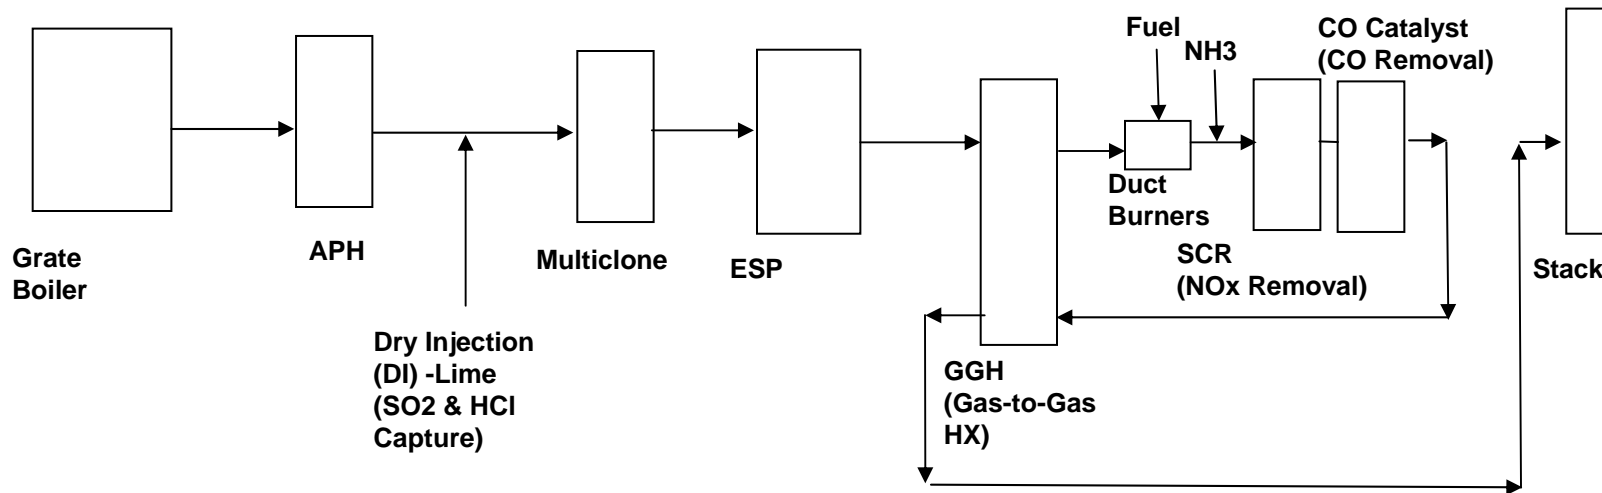 Grate
Boiler
APH
Dry Injection
(DI) -Lime
(SO2 & HCl
Capture)
Multiclone
ESP
GGH
(Gas-to-Gas
HX)
Fuel
Duct
Burners
NH3
SCR
(NOx Removal)
CO Catalyst
(CO Removal)
Stack